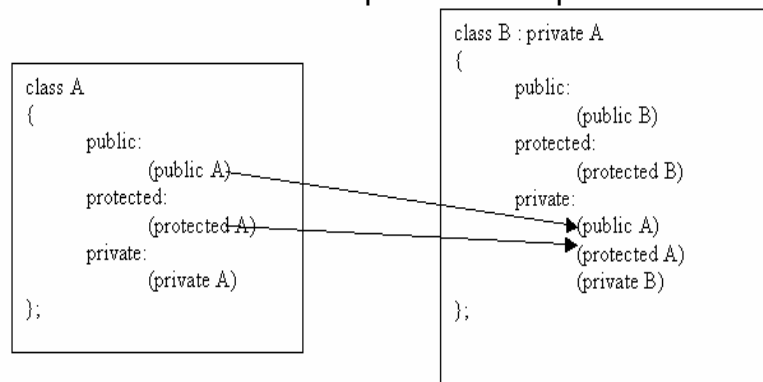 class A
{
public:
(public A)
protected:
(protected A)
private:
(private A)
};
class B : private A
{
public:
(public B)
protected:
(protected B)
private:
(public A)
(protected A)
(private B)
};